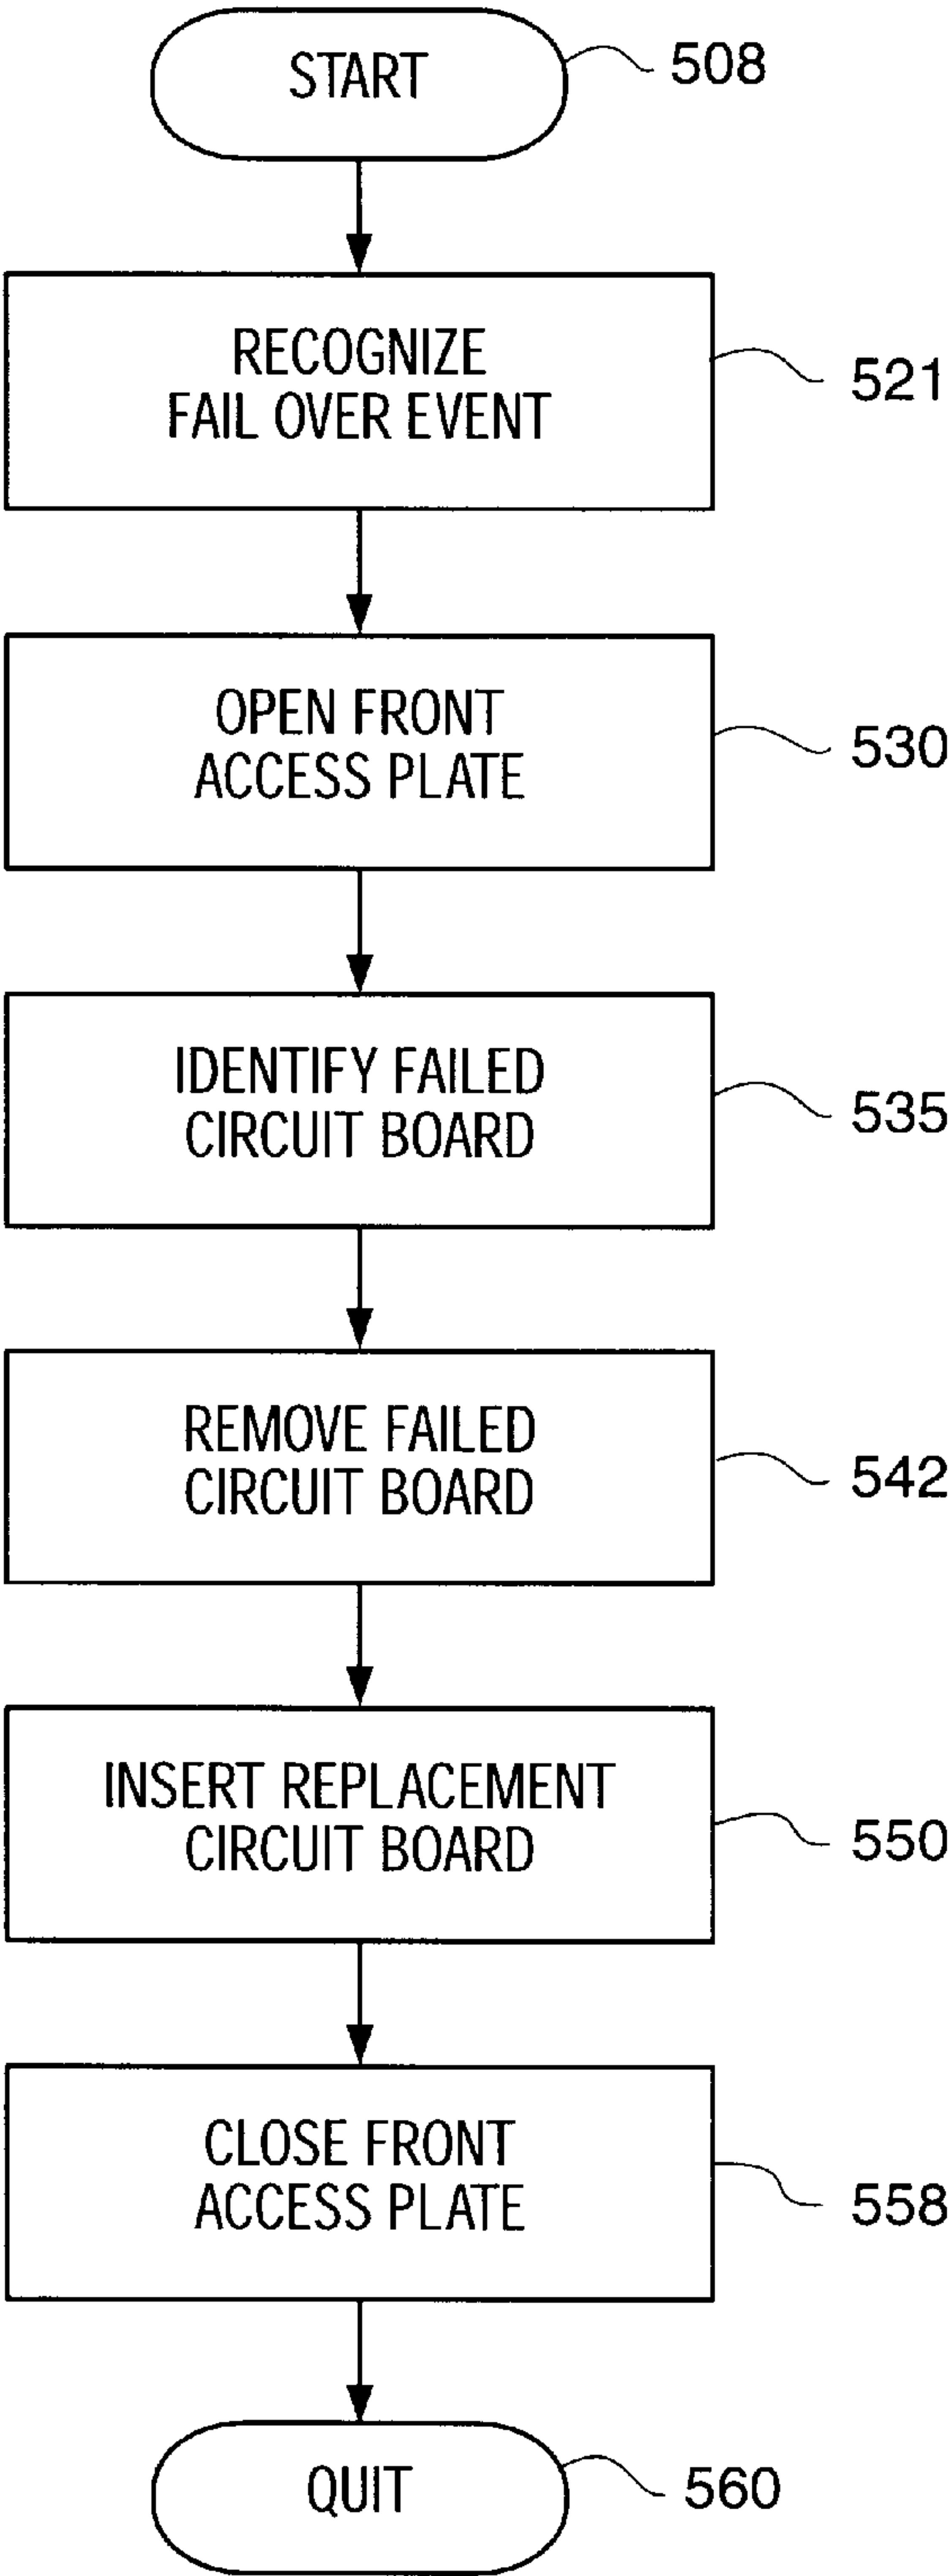 START
508
RECOGNIZE
FAIL OVER EVENT
521
OPEN FRONT
ACCESS PLATE
530
IDENTIFY FAILED
CIRCUIT BOARD
535
REMOVE FAILED
CIRCUIT BOARD
542
INSERT REPLACEMENT
CIRCUIT BOARD
550
CLOSE FRONT
ACCESS PLATE
558
QUIT
560